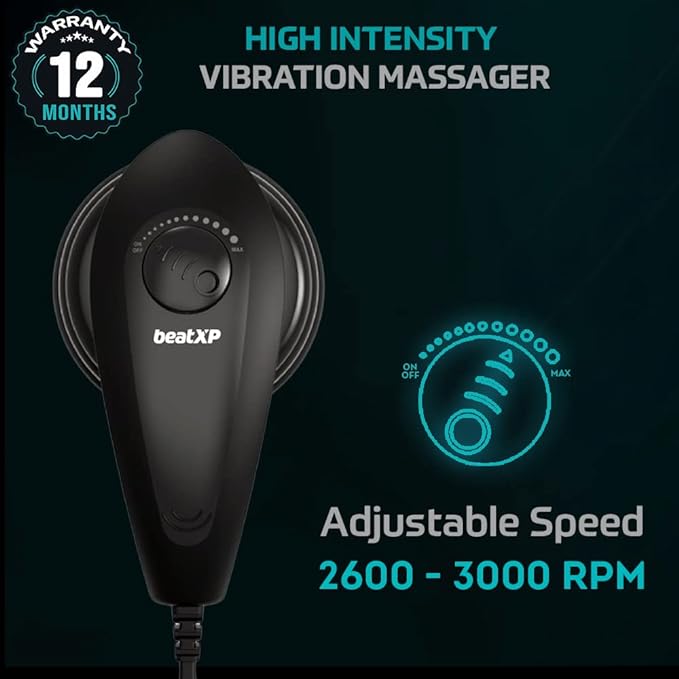 WARRANTY
12
MONTHS
HIGH INTENSITY
VIBRATION MASSAGER
ON
OFF
MAX
beatXP
ON
OFF
MAX
Adjustable Speed
2600 - 3000 RPM